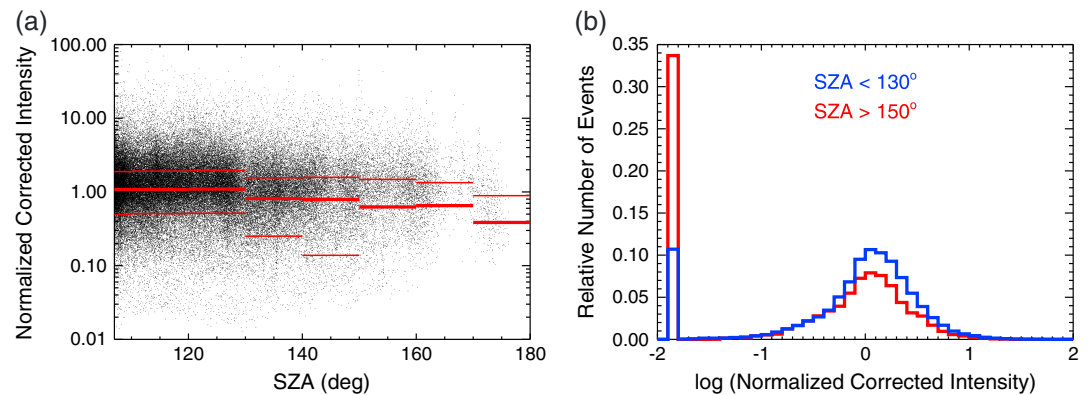 (a)
Normalized Corrected Intensity
100.00
10.00
1.00
0.10
0.01
120
140
160
180
SZA (deg)
(b)
Relative Number of Events
0.35
0.30
0.25
0.20
0.15
0.10
0.05
0.00
SZA < 130°
SZA > 150°
-2
-1
0
1
2
log (Normalized Corrected Intensity)